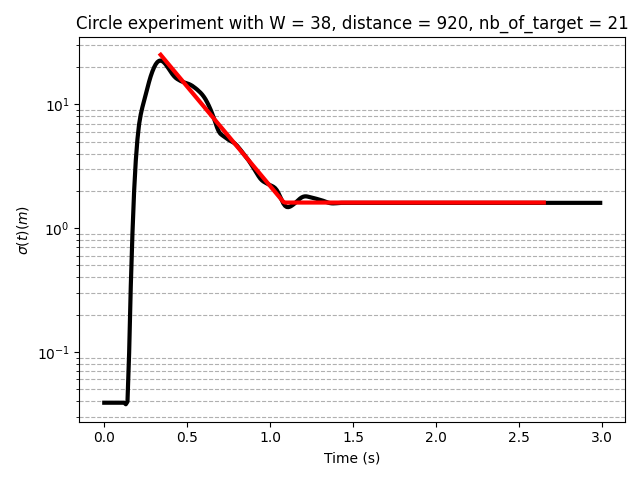 Circle experiment with W = 38, distance = 920, nb_of_target = 21
σ(t)(m)
10¹
10⁰
10⁻¹
0.0 0.5 1.0 1.5 2.0 2.5 3.0
Time (s)